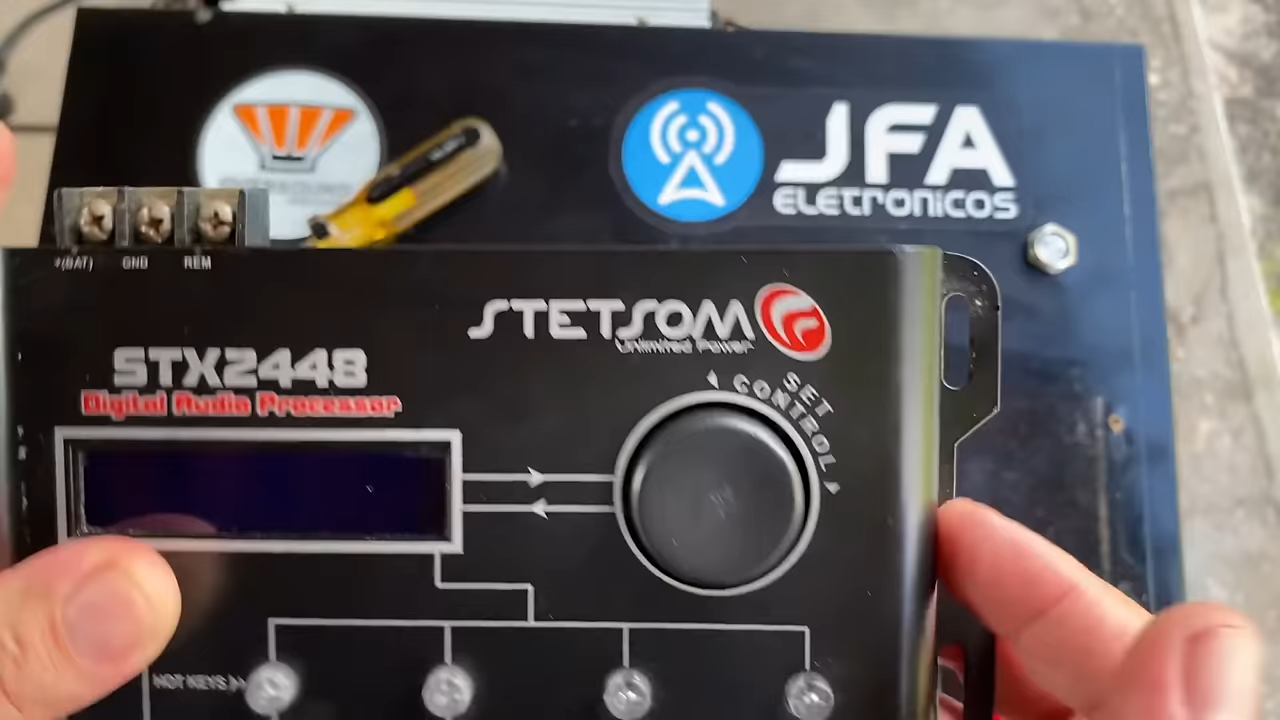 JFA
ELETRONICOS
+(BAT) GND REM
STETSOM
Unlimited Power
STX2448
Digital Audio Processor
SET
CONTROL
HOT KEYS